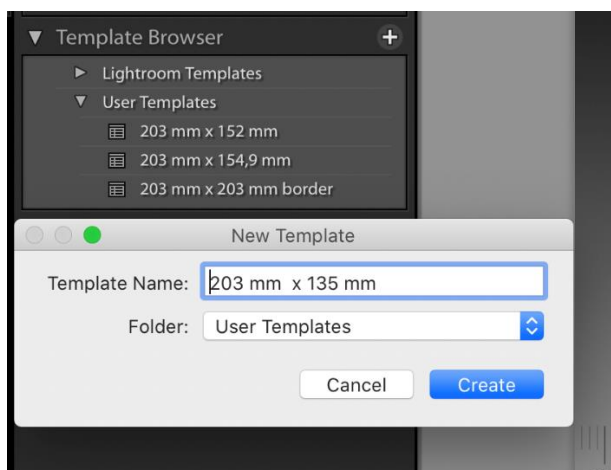 Template Browser +
Lightroom Templates
User Templates
203 mm x 152 mm
203 mm x 154,9 mm
203 mm x 203 mm border
New Template
Template Name: 203 mm  x 135 mm
Folder: User Templates
Cancel Create